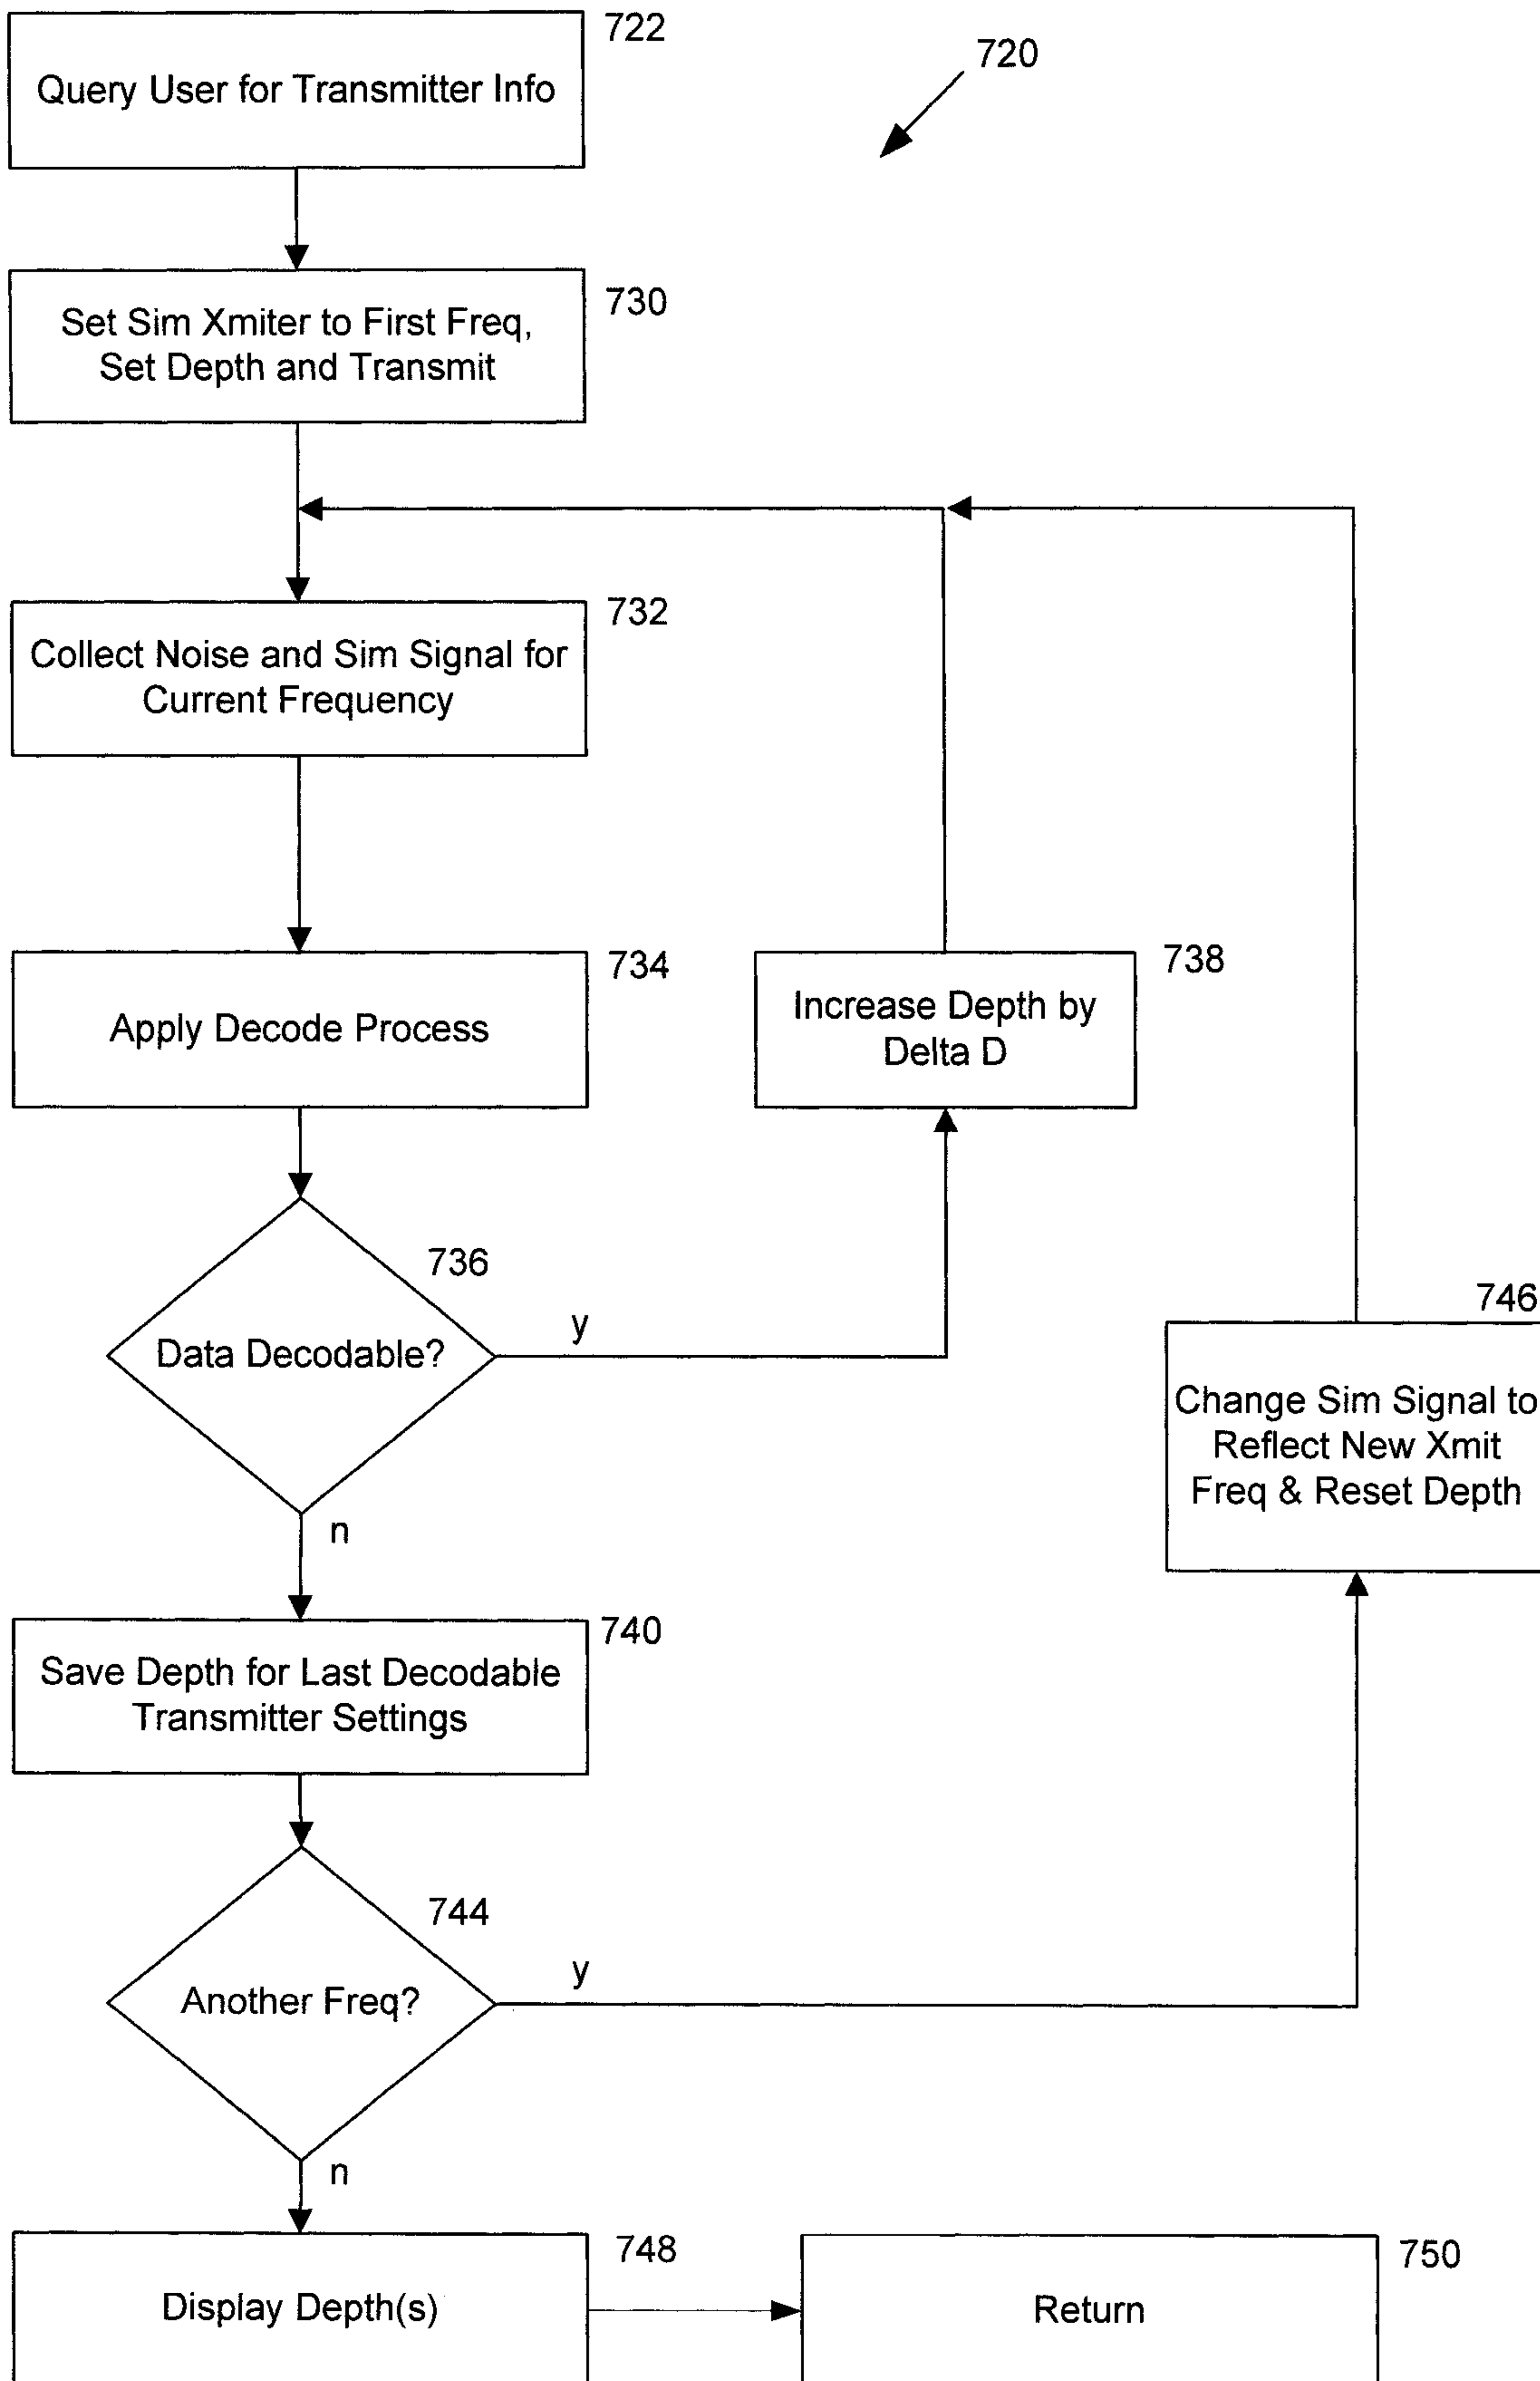 722
Query User for Transmitter Info
720
730
Set Sim Xmiter to First Freq,
Set Depth and Transmit
732
Collect Noise and Sim Signal for
Current Frequency
734
Apply Decode Process
738
Increase Depth by
Delta D
736
Data Decodable?
y
n
746
Change Sim Signal to
Reflect New Xmit
Freq & Reset Depth
740
Save Depth for Last Decodable
Transmitter Settings
744
Another Freq?
y
n
748
Display Depth(s)
750
Return